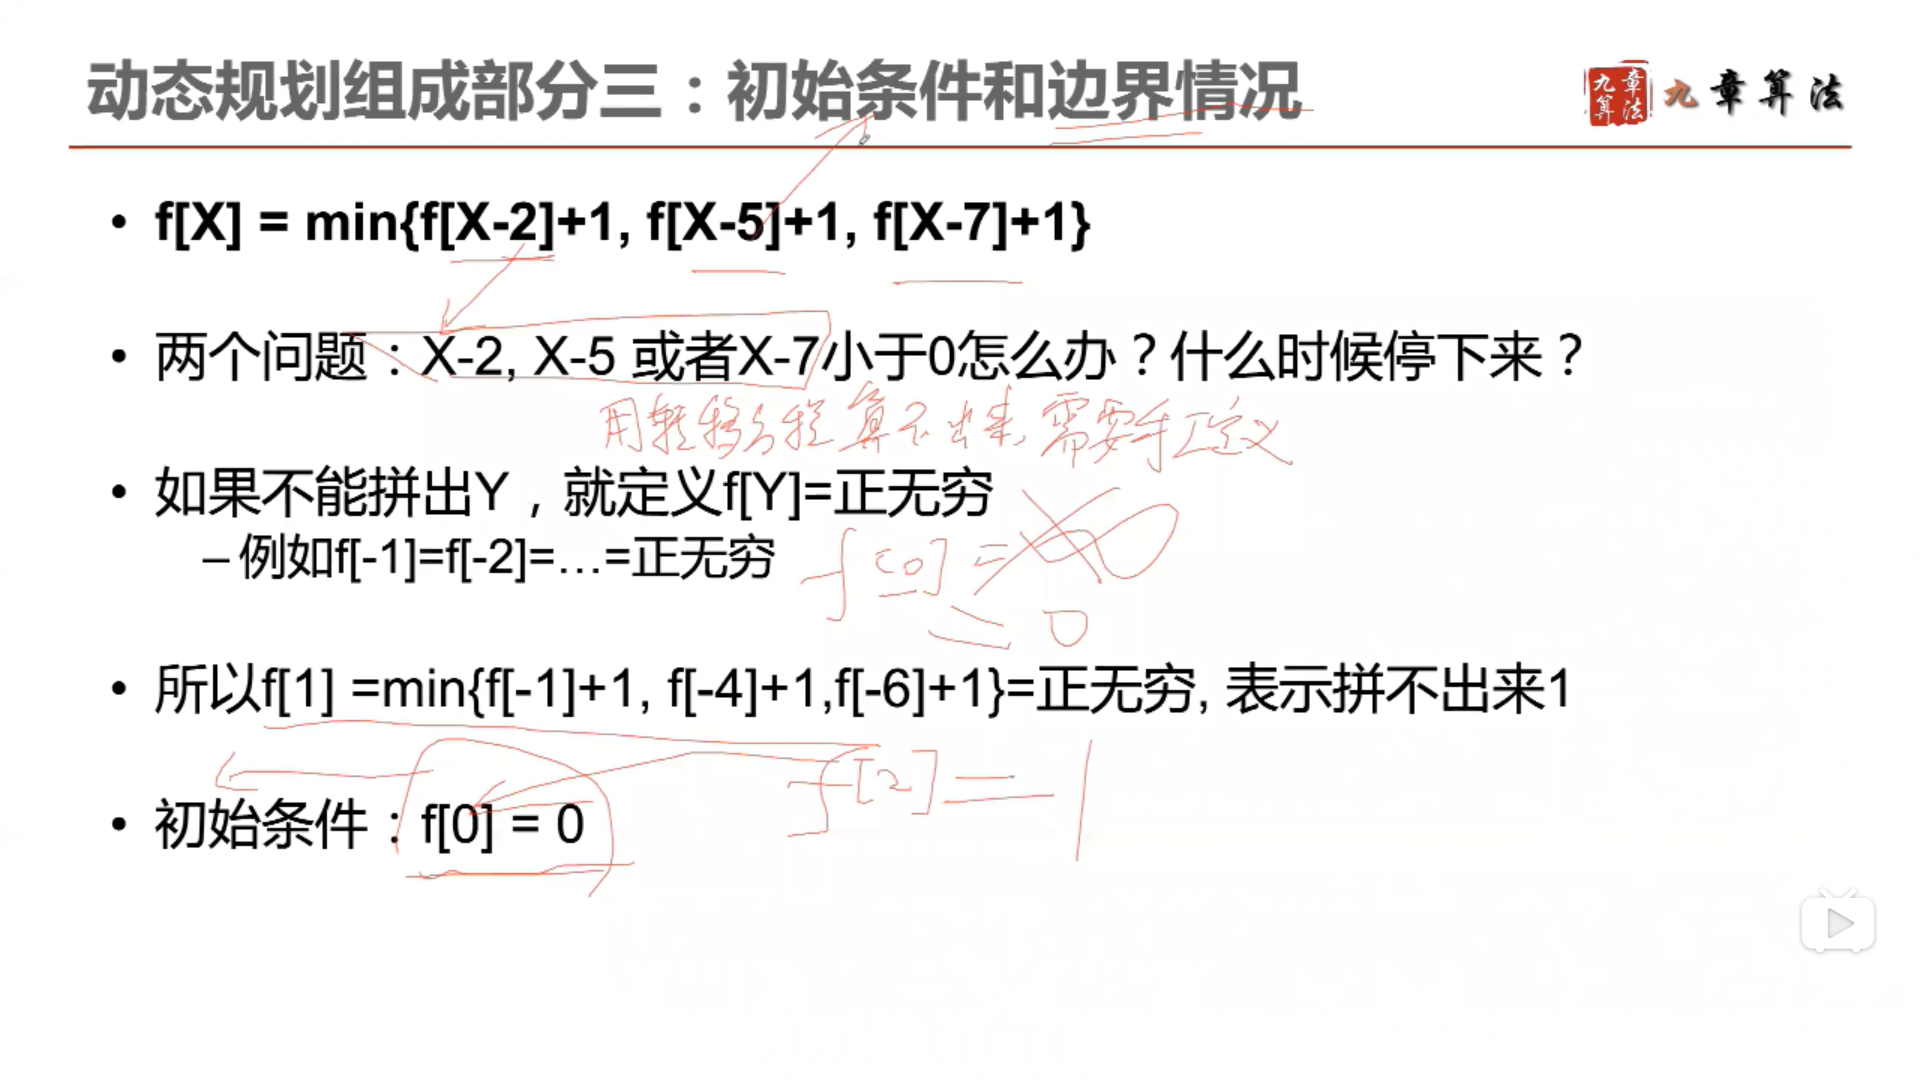 动态规划组成部分三：初始条件和边界情况
九章算法 九章算法
• f[X] = min{f[X-2]+1, f[X-5]+1, f[X-7]+1}
• 两个问题：X-2, X-5 或者X-7小于0怎么办？什么时候停下来？
用转移方程算不出来，需要手工定义
• 如果不能拼出Y，就定义f[Y]=正无穷
– 例如f[-1]=f[-2]=…=正无穷
f[0] = ∞
= 0
• 所以f[1] =min{f[-1]+1, f[-4]+1,f[-6]+1}=正无穷, 表示拼不出来1
f[2] = 1
• 初始条件：f[0] = 0